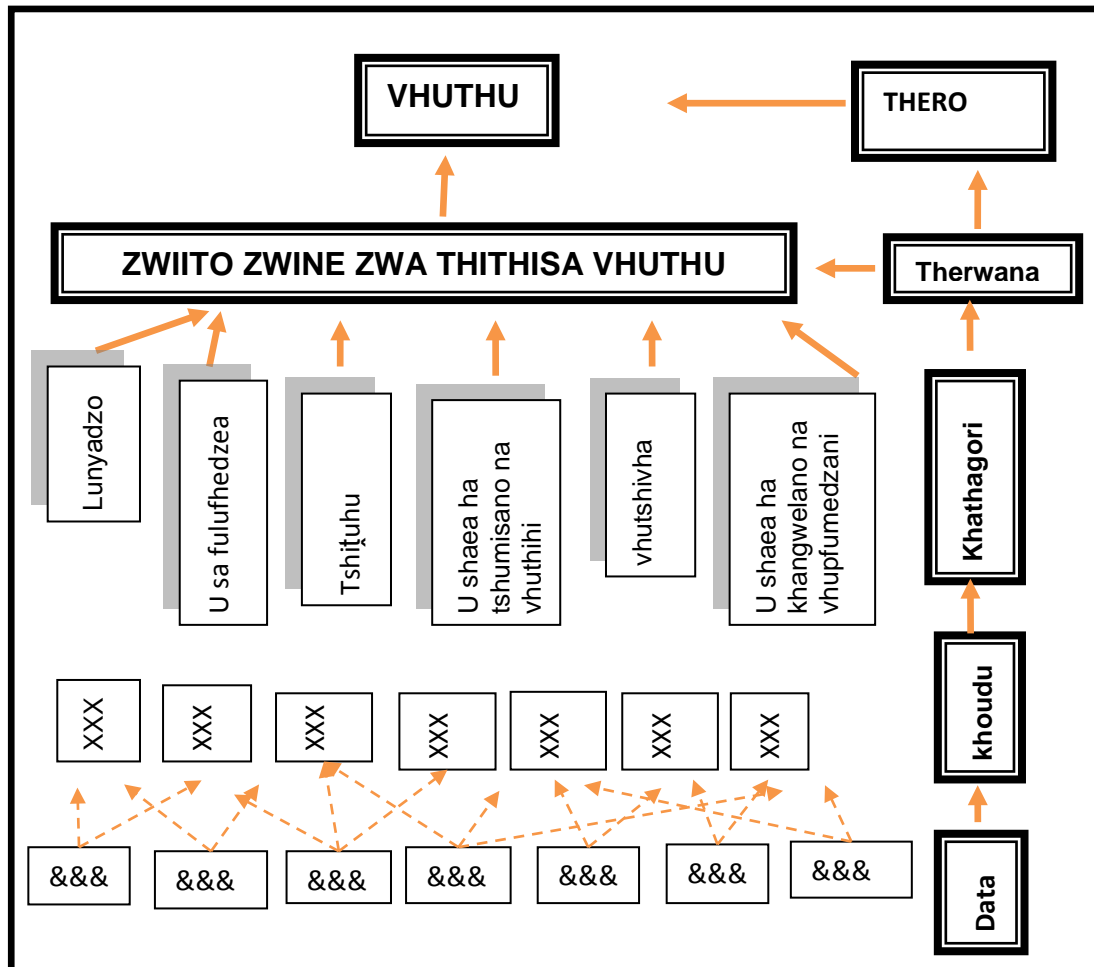 VHUTHU
THERO
ZWIITO ZWINE ZWA THITHISA VHUTHU
Therwana
Lunyadzo
U sa fulufhedzea
Tshiṱuhu
U shaea ha
tshumisano na
vhuthihi
vhutshivha
U shaea ha
khangwelano na
vhupfumedzani
Khathagori
XXX
XXX
XXX
XXX
XXX
XXX
XXX
khoudu
&&&
&&&
&&&
&&&
&&&
&&&
&&&
Data